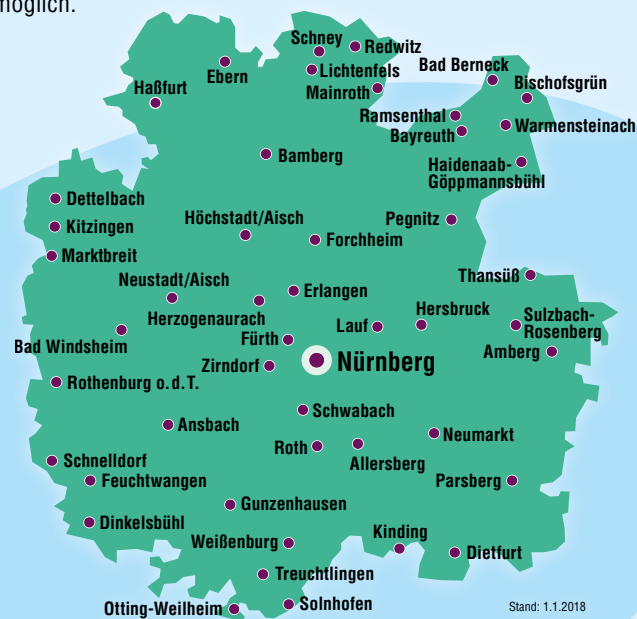 möglich.
Schney
Redwitz
Ebern
Lichtenfels
Bad Berneck
Haßfurt
Mainroth
Bischofsgrün
Ramsenthal
Bayreuth
Warmensteinach
Bamberg
Haidenaab-
Göppmannsbühl
Dettelbach
Höchstadt/Aisch
Pegnitz
Kitzingen
Forchheim
Marktbreit
Thansüß
Neustadt/Aisch
Erlangen
Herzogenaurach
Hersbruck
Sulzbach-
Rosenberg
Lauf
Fürth
Bad Windsheim
Amberg
Zirndorf
Nürnberg
Rothenburg o.d.T.
Schwabach
Ansbach
Neumarkt
Roth
Allersberg
Schnelldorf
Feuchtwangen
Parsberg
Gunzenhausen
Dinkelsbühl
Kinding
Weißenburg
Dietfurt
Treuchtlingen
Otting-Weilheim
Solnhofen
Stand: 1.1.2018